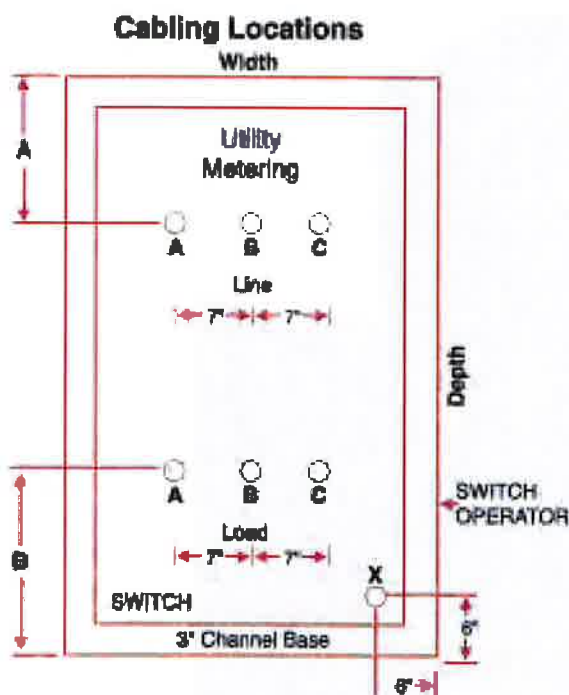 Cabling Locations
Width
A
Utility
Metering
A B C
Line
7" 7"
Depth
A B C
SWITCH
OPERATOR
B
Load
7" 7"
X
SWITCH
6"
3" Channel Base
6"